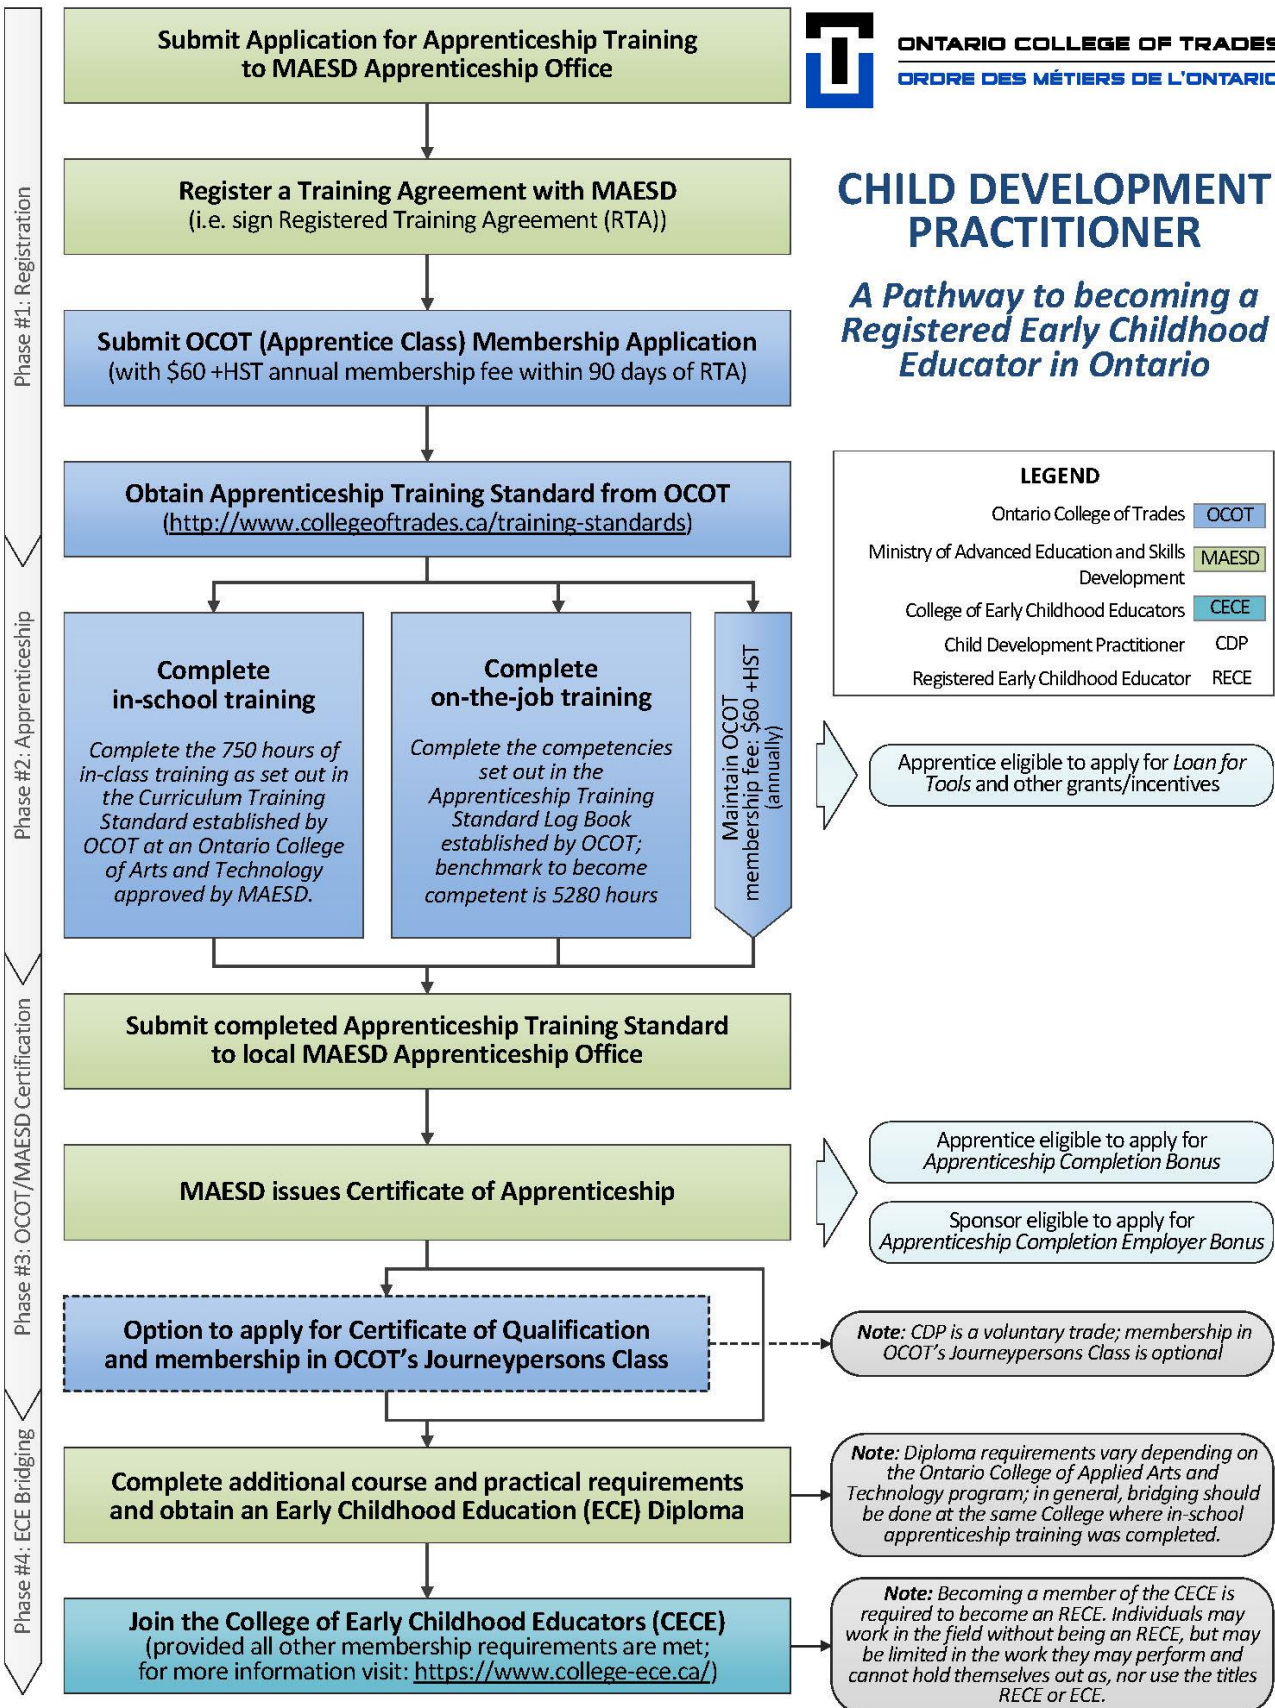 Submit Application for Apprenticeship Training
to MAESD Apprenticeship Office
ONTARIO COLLEGE OF TRADES
ORDRE DES MÉTIERS DE L'ONTARIO
CHILD DEVELOPMENT
PRACTITIONER
A Pathway to becoming a
Registered Early Childhood
Educator in Ontario
Phase #1: Registration
Register a Training Agreement with MAESD
(i.e. sign Registered Training Agreement (RTA))
Submit OCOT (Apprentice Class) Membership Application
(with $60 +HST annual membership fee within 90 days of RTA)
Obtain Apprenticeship Training Standard from OCOT
(http://www.collegeoftrades.ca/training-standards)
LEGEND
Ontario College of Trades OCOT
Ministry of Advanced Education and Skills
Development MAESD
College of Early Childhood Educators CECE
Child Development Practitioner CDP
Registered Early Childhood Educator RECE
Phase #2: Apprenticeship
Complete
in-school training
Complete the 750 hours of
in-class training as set out in
the Curriculum Training
Standard established by
OCOT at an Ontario College
of Arts and Technology
approved by MAESD.
Complete
on-the-job training
Complete the competencies
set out in the
Apprenticeship Training
Standard Log Book
established by OCOT;
benchmark to become
competent is 5280 hours
Maintain OCOT
membership fee: $60 +HST
(annually)
Apprentice eligible to apply for Loan for
Tools and other grants/incentives
Phase #3: OCOT/MAESD Certification
Submit completed Apprenticeship Training Standard
to local MAESD Apprenticeship Office
MAESD issues Certificate of Apprenticeship
Apprentice eligible to apply for
Apprenticeship Completion Bonus
Sponsor eligible to apply for
Apprenticeship Completion Employer Bonus
Option to apply for Certificate of Qualification
and membership in OCOT's Journeypersons Class
Note: CDP is a voluntary trade; membership in
OCOT's Journeypersons Class is optional
Phase #4: ECE Bridging
Complete additional course and practical requirements
and obtain an Early Childhood Education (ECE) Diploma
Note: Diploma requirements vary depending on
the Ontario College of Applied Arts and
Technology program; in general, bridging should
be done at the same College where in-school
apprenticeship training was completed.
Join the College of Early Childhood Educators (CECE)
(provided all other membership requirements are met;
for more information visit: https://www.college-ece.ca/)
Note: Becoming a member of the CECE is
required to become an RECE. Individuals may
work in the field without being an RECE, but may
be limited in the work they may perform and
cannot hold themselves out as, nor use the titles
RECE or ECE.